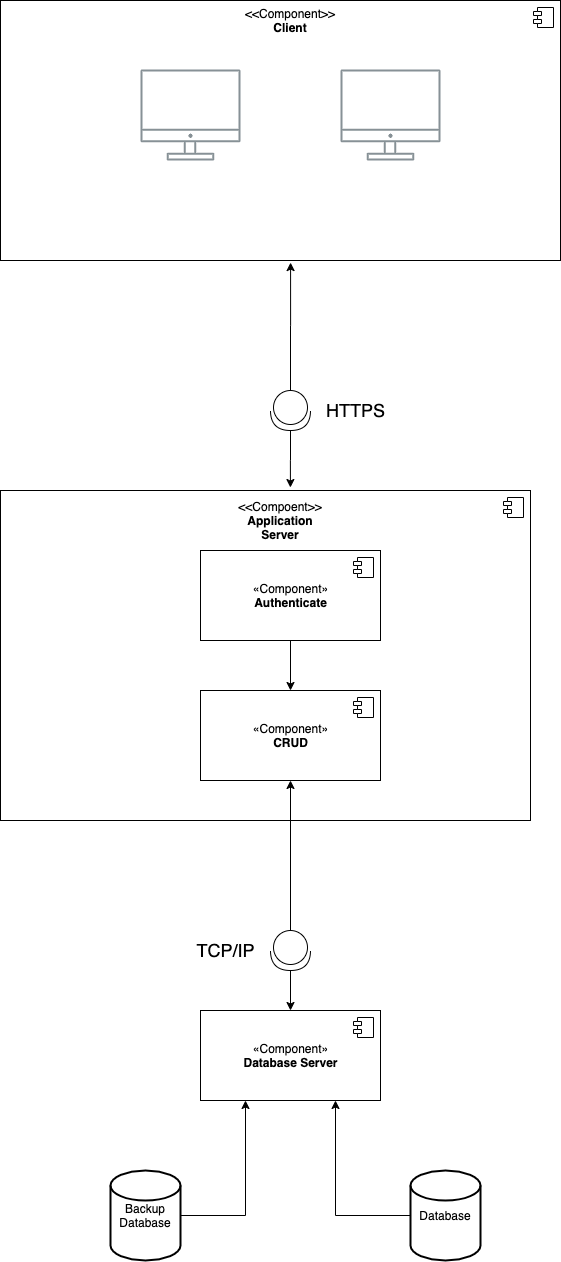 <<Component>>
Client
HTTPS
<<Compoent>>
Application
Server
«Component»
Authenticate
«Component»
CRUD
TCP/IP
«Component»
Database Server
Backup
Database
Database